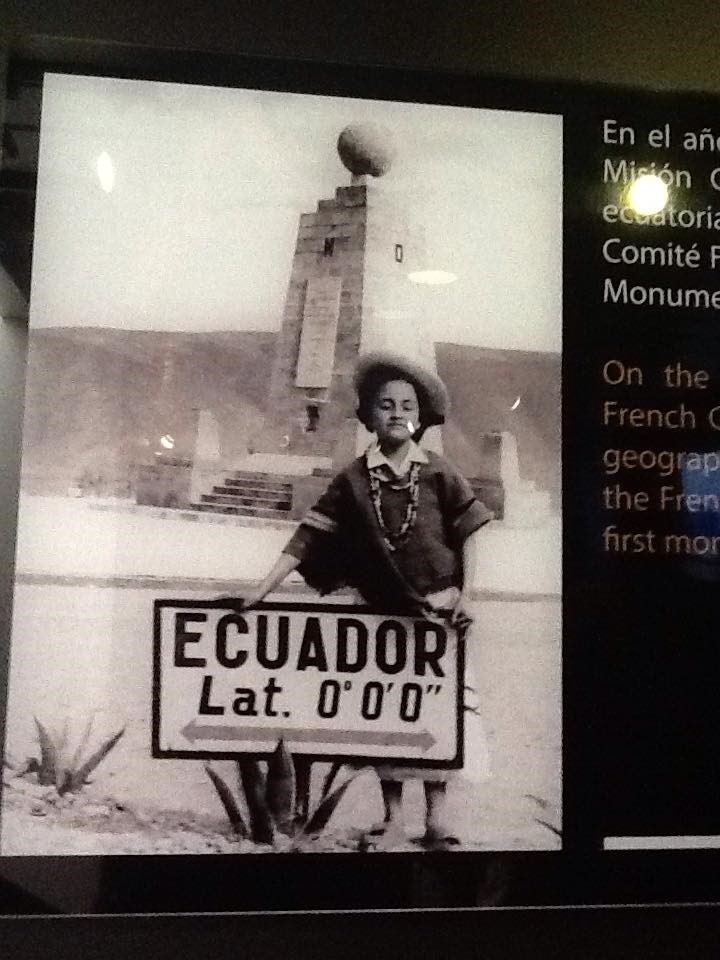 ECUADOR
Lat. 0°0'0"
N
O
En el
Misión
Comité
On the
French
the
first